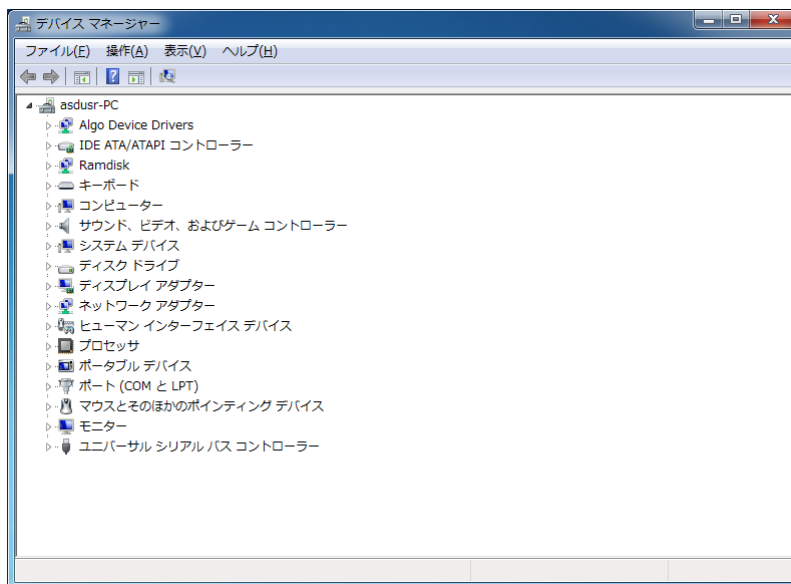 デバイス マネージャー
ファイル(F) 操作(A) 表示(V) ヘルプ(H)
asdusr-PC
Algo Device Drivers
IDE ATA/ATAPI コントローラー
Ramdisk
キーボード
コンピューター
サウンド、ビデオ、およびゲーム コントローラー
システム デバイス
ディスク ドライブ
ディスプレイ アダプター
ネットワーク アダプター
ヒューマン インターフェイス デバイス
プロセッサ
ポータブル デバイス
ポート (COM と LPT)
マウスとそのほかのポインティング デバイス
モニター
ユニバーサル シリアル バス コントローラー